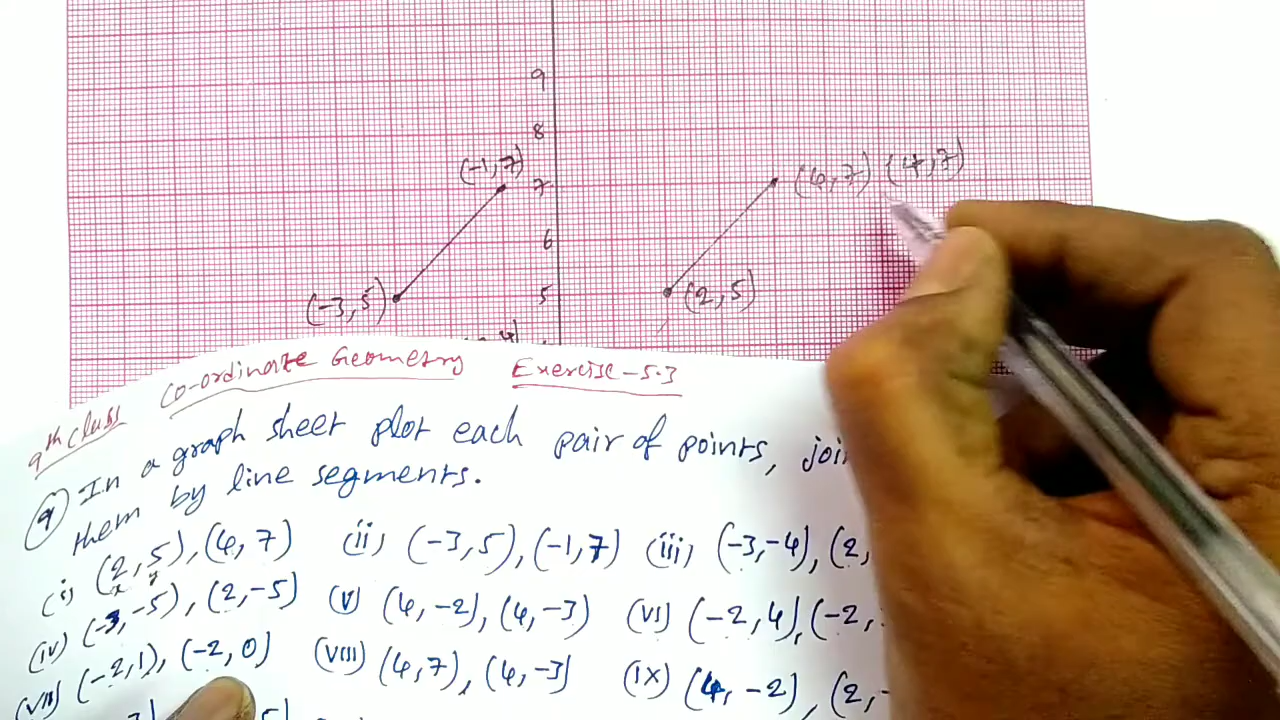 9
8
(-1,7) 7 (4,7) (4,7)
6
(-3,5) 5 (2,5)
9th class Co-ordinate Geometry Exercise-5.3
(9) In a graph sheet plot each pair of points, join
them by line segments.
(i) (2,5), (4,7) (ii) (-3,5), (-1,7) (iii) (-3,-4), (2,
x y
(iv) (-3,-5), (2,-5) (V) (4,-2), (4,-3) (VI) (-2,4), (-2,
(VII) (-2,1), (-2,0) (VIII) (4,7), (4,-3) (IX) (4,-2), (2,-